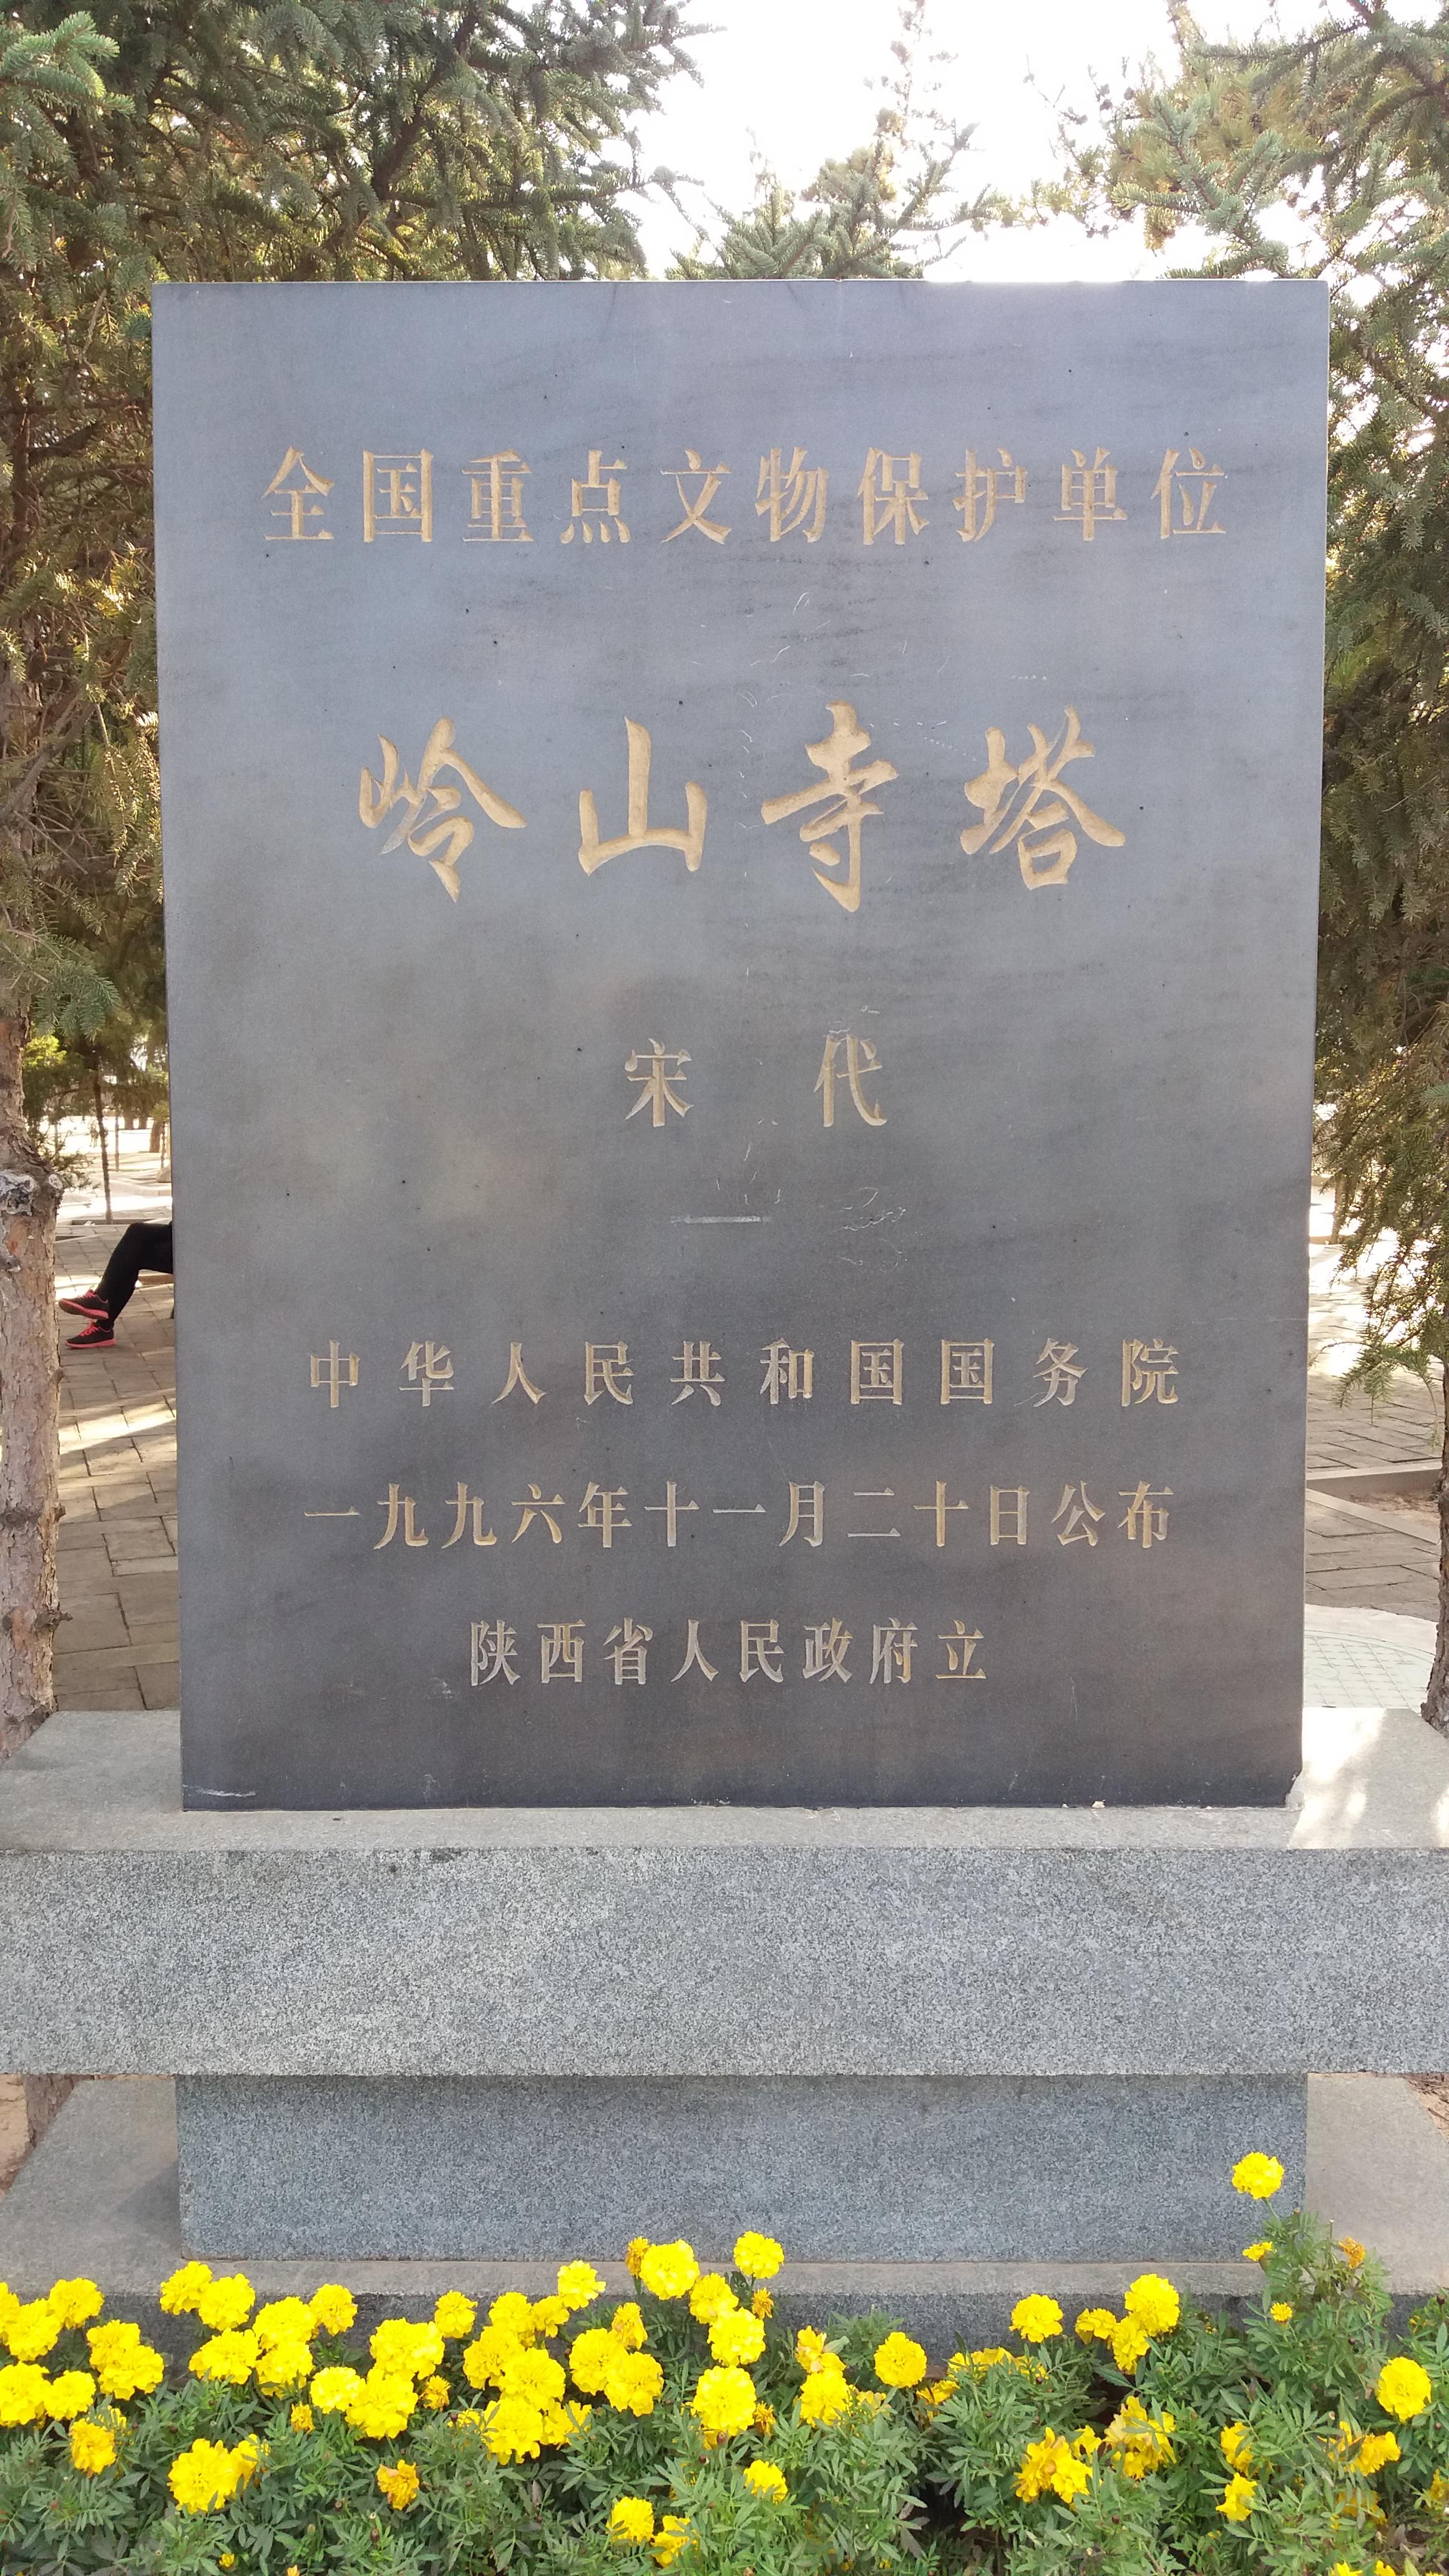 全国重点文物保护单位
岭山寺塔
宋代
中华人民共和国国务院
一九九六年十一月二十日公布
陕西省人民政府立